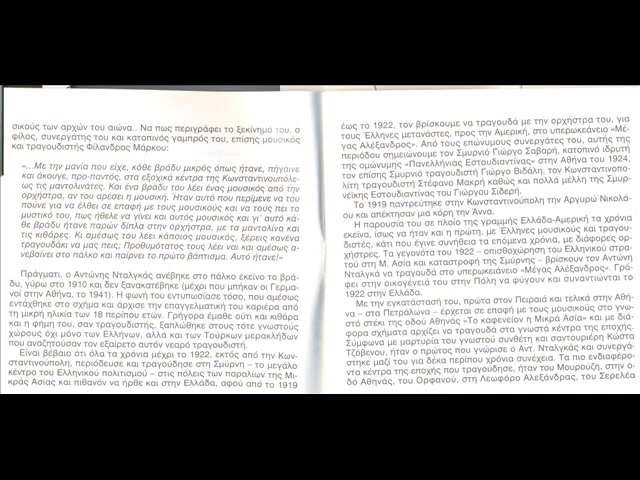 σικούς των αρχών του αιώνα.. Να πως περιγράφει το ξεκίνημά του, ο
φίλος, συνεργάτης του και κατοπινός γαμπρός του, επίσης μουσικός
και τραγουδιστής Φίλανδρος Μάρκου:
«...Με την μανία που είχε, κάθε βράδυ μικρός όπως ήτανε, πήγαινε
και άκουγε, προ-παντός, στα εξοχικά κέντρα της Κωνσταντινουπόλε-
ως τις μαντολινάτες. Και ένα βράδυ του λέει ένας μουσικός από την
ορχήστρα, αν του αρέσει η μουσική. Ήταν αυτό που περίμενε να του
πούνε για να έλθει σε επαφή με τους μουσικούς και να τους πει το
μυστικό του, πως ήθελε να γίνει και αυτός μουσικός και γι' αυτό κά-
θε βράδυ ήτανε παρών δίπλα στην ορχήστρα, με τα μαντολίνα και
τις κιθάρες. Κι αμέσως του λέει κάποιος μουσικός, ξέρεις κανένα
τραγουδάκι να μας πεις; Προθυμότατος τους λέει ναι και αμέσως α-
νεβαίνει στο πάλκο και παίρνει το πρώτο βάπτισμα. Αυτό ήτανε!»
Πράγματι, ο Αντώνης Νταλγκάς ανέβηκε στο πάλκο εκείνο το βρά-
δυ, γύρω στο 1910 και δεν ξανακατέβηκε (μέχρι που μπήκαν οι Γερμα-
νοί στην Αθήνα, το 1941). Η φωνή του εντυπωσίασε τόσο, που αμέσως
εντάχθηκε στο σχήμα και άρχισε την επαγγελματική του καριέρα από
τη μικρή ηλικία των 18 περίπου ετών. Γρήγορα έμαθε ούτι και κιθάρα
και η φήμη του, σαν τραγουδιστής, ξαπλώθηκε στους τότε γνωστούς
χώρους όχι μόνο των Ελλήνων, αλλά και των Τούρκων μερακλήδων
που αναζητούσαν τον εξαίρετο αυτόν νεαρό τραγουδιστή.
Είναι βέβαιο ότι όλα τα χρόνια μέχρι το 1922, εκτός από την Κων-
σταντινούπολη, περιόδευσε και τραγούδησε στη Σμύρνη – το μεγάλο
κέντρο του Ελληνικού πολιτισμού – στις πόλεις των παραλίων της Μι-
κράς Ασίας και πιθανόν να ήρθε και στην Ελλάδα, αφού από το 1919
έως το 1922, τον βρίσκουμε να τραγουδά με την ορχήστρα του, για
τους Έλληνες μετανάστες, προς την Αμερική, στο υπερωκεάνειο «Μέ-
γας Αλέξανδρος». Από τους επώνυμους συνεργάτες του, αυτής της
περιόδου σημειώνουμε τον Σμυρνιό Γιώργο Σαβαρή, κατοπινό ιδρυτή
της ομώνυμης «Πανελλήνιας Εστουδιαντίνας» στην Αθήνα του 1924,
τον επίσης Σμυρνιό τραγουδιστή Γιώργο Βιδάλη, τον Κωνσταντινοπο-
λίτη τραγουδιστή Στέφανο Μακρή καθώς και πολλά μέλλη της Σμυρ-
νέϊκης Εστουδιαντίνας του Γιώργου Σιδερή.
Το 1919 παντρεύτηκε στην Κωνσταντινούπολη την Αργυρώ Νικολά-
ου και απέκτησαν μια κόρη την Άννα.
Η παρουσία του σε πλοίο της γραμμής Ελλάδα-Αμερική τα χρόνια
εκείνα, ίσως να ήταν και η πρώτη, με Έλληνες μουσικούς και τραγου-
διστές, κάτι που έγινε συνήθεια τα επόμενα χρόνια, με διάφορες ορ-
χήστρες. Τα γεγονότα του 1922 – οπισθοχώρηση του Ελληνικού στρα-
τού στη Μ. Ασία και καταστροφή της Σμύρνης – βρίσκουν τον Αντώνη
Νταλγκά να τραγουδά στο υπερωκεάνειο «Μέγας Αλέξανδρος». Γρά-
φει στην οικογένειά του στην Πόλη να φύγουν και συναντιώνται το
1922 στην Ελλάδα.
Με την εγκατάστασή του, πρώτα στον Πειραιά και τελικά στην Αθή-
να – στα Πετράλωνα – έρχεται σε επαφή με τους μουσικούς στο γνω-
στό στέκι της οδού Αθηνάς «Το καφενείον η Μικρά Ασία» και με διά-
φορα σχήματα αρχίζει να τραγουδά στα γνωστά κέντρα της εποχής.
Σύμφωνα με μαρτυρία του γνωστού συνθέτη και σαντουριέρη Κώστα
Τζόβενου, ήταν ο πρώτος που γνώρισε ο Αντ. Νταλγκάς και συνεργά-
στηκε μαζί του για δέκα περίπου χρόνια συνέχεια. Τα πιο ενδιαφέρο-
ντα κέντρα της εποχής που τραγούδησε, ήταν του Μουρούζη, στην ο-
δό Αθηνάς, του Ορφανού, στη Λεωφόρο Αλεξάνδρας, του Σερελέα